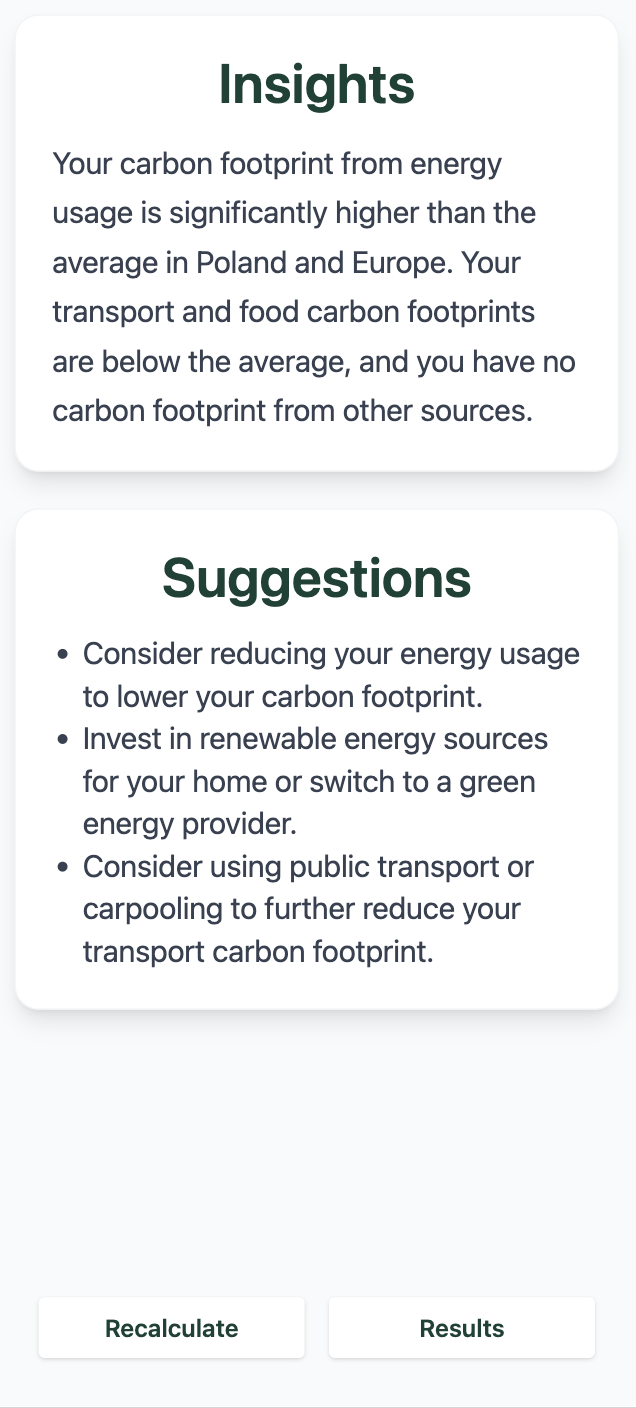 Insights
Your carbon footprint from energy
usage is significantly higher than the
average in Poland and Europe. Your
transport and food carbon footprints
are below the average, and you have no
carbon footprint from other sources.
Suggestions
• Consider reducing your energy usage
to lower your carbon footprint.
• Invest in renewable energy sources
for your home or switch to a green
energy provider.
• Consider using public transport or
carpooling to further reduce your
transport carbon footprint.
Recalculate
Results